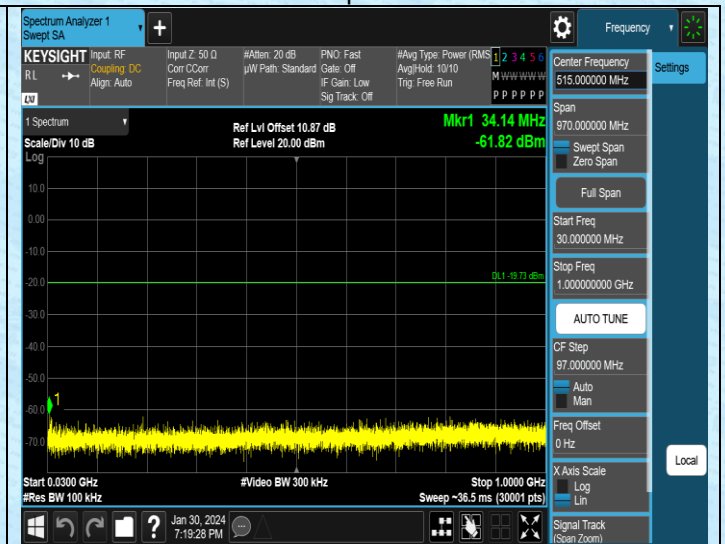 Spectrum Analyzer 1
Swept SA
+
Frequency
KEYSIGHT
RL
LXI
Input: RF
Coupling: DC
Align: Auto
Input Z: 50 Ω
Corr CCorr
Freq Ref: Int (S)
#Atten: 20 dB
µW Path: Standard
PNO: Fast
Gate: Off
IF Gain: Low
Sig Track: Off
#Avg Type: Power (RMS
Avg|Hold: 10/10
Trig: Free Run
1 2 3 4 5 6
M W W W W W
P P P P P P
1 Spectrum
Scale/Div 10 dB
Log
Ref Lvl Offset 10.87 dB
Ref Level 20.00 dBm
Mkr1 34.14 MHz
-61.82 dBm
10.0
0.00
-10.0
-20.0
-30.0
-40.0
-50.0
-60.0
-70.0
DL1 -19.73 dBm
1
Start 0.0300 GHz
#Res BW 100 kHz
#Video BW 300 kHz
Stop 1.0000 GHz
Sweep ~36.5 ms (30001 pts)
Center Frequency
515.000000 MHz
Settings
Span
970.000000 MHz
Swept Span
Zero Span
Full Span
Start Freq
30.000000 MHz
Stop Freq
1.000000000 GHz
AUTO TUNE
CF Step
97.000000 MHz
Auto
Man
Freq Offset
0 Hz
X Axis Scale
Log
Lin
Local
Signal Track
(Span Zoom)
?
Jan 30, 2024
7:19:28 PM